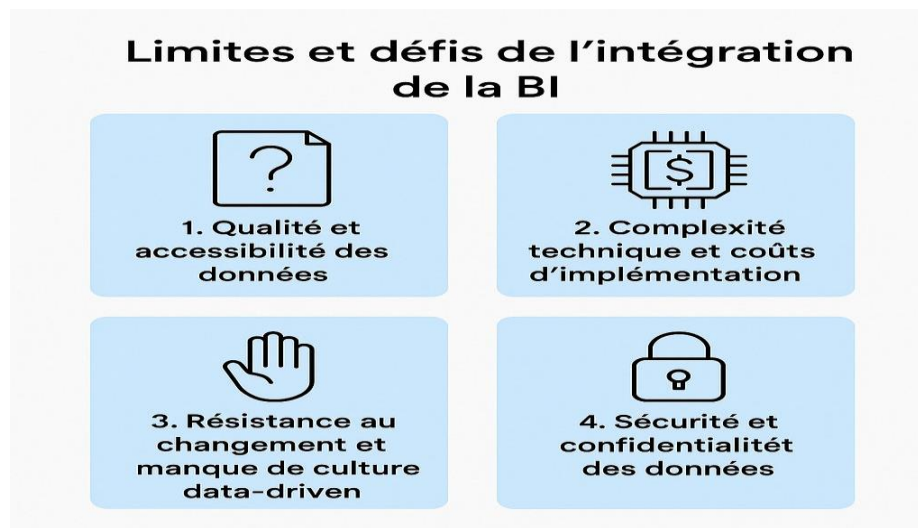 Limites et défis de l'intégration
de la BI
?
1. Qualité et
accessibilité des
données
$
2. Complexité
technique et coûts
d'implémentation
3. Résistance au
changement et
manque de culture
data-driven
4. Sécurité et
confidentialitét
des données